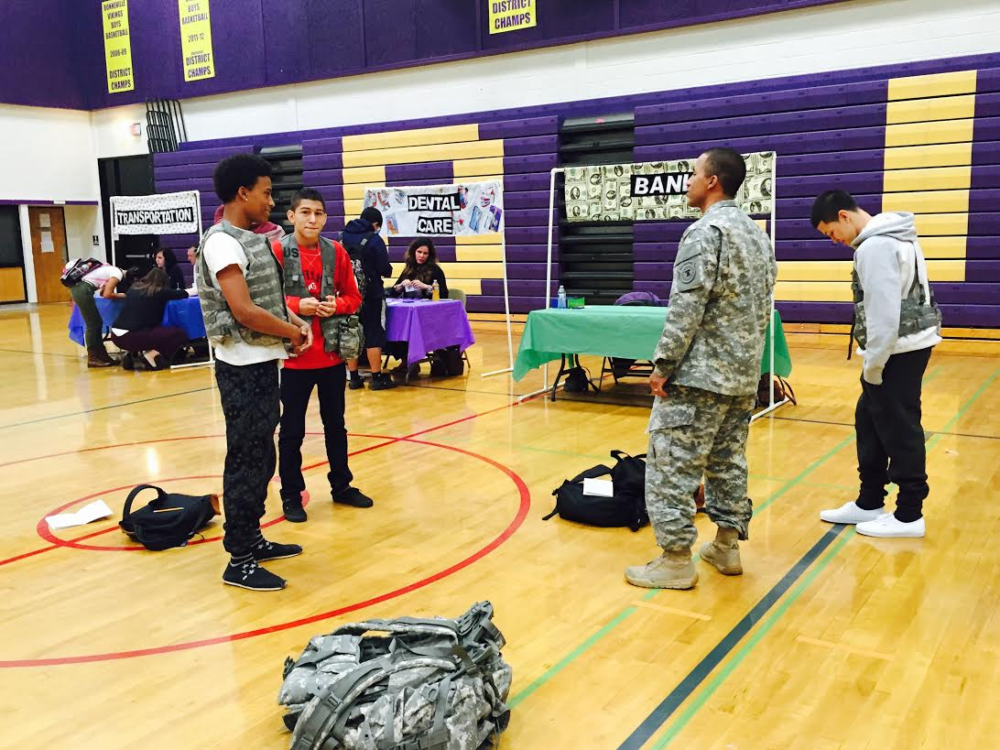 BONNEVILLE
VIKINGS
BOYS
BASKETBALL
2008-09
DISTRICT
CHAMPS
BOYS
BASKETBALL
2011-12
DISTRICT
CHAMPS
DISTRICT
CHAMPS
TRANSPORTATION
DENTAL
CARE
BANK
US